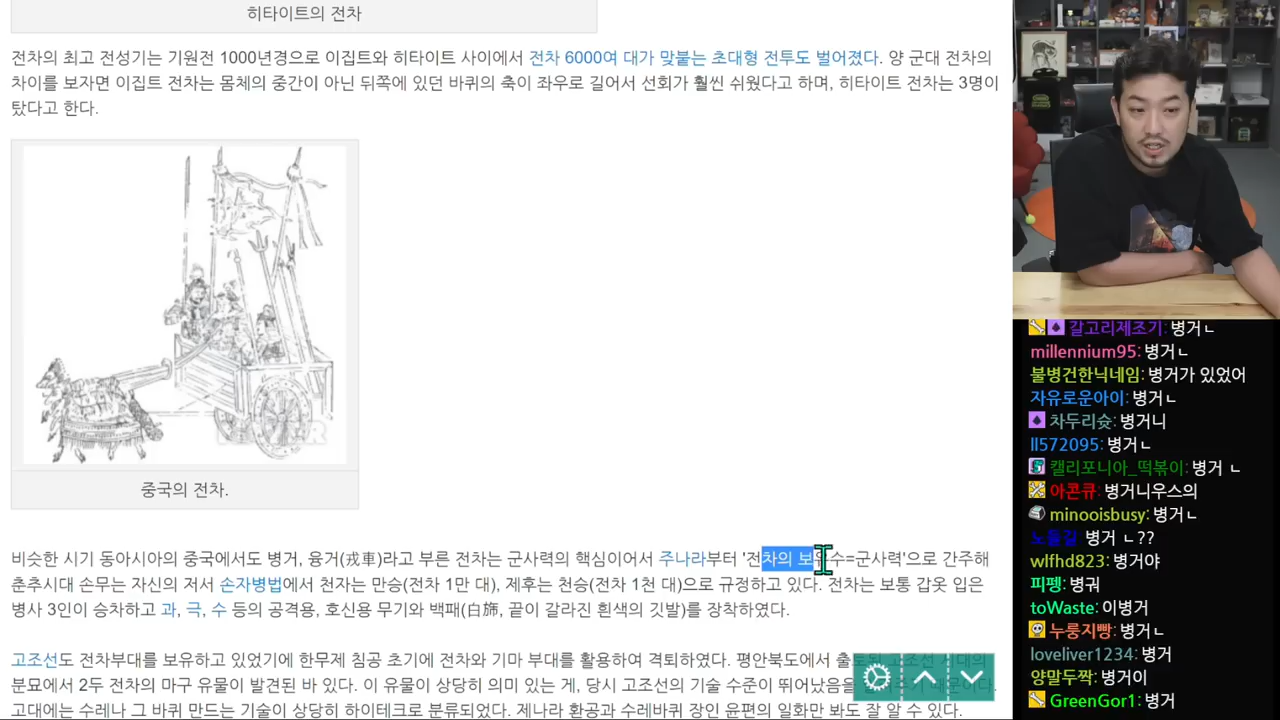 히타이트의 전차
전차의 최고 전성기는 기원전 1000년경으로 이집트와 히타이트 사이에서 전차 6000여 대가 맞붙는 초대형 전투도 벌어졌다. 양 군대 전차의
차이를 보자면 이집트 전차는 몸체의 중간이 아닌 뒤쪽에 있던 바퀴의 축이 좌우로 길어서 선회가 훨씬 쉬웠다고 하며, 히타이트 전차는 3명이
탔다고 한다.
중국의 전차.
비슷한 시기 동아시아의 중국에서도 병거, 융거(戎車)라고 부른 전차는 군사력의 핵심이어서 주나라부터 '전차의 보유수=군사력'으로 간주해
춘추시대 손무는 자신의 저서 손자병법에서 천자는 만승(전차 1만 대), 제후는 천승(전차 1천 대)으로 규정하고 있다. 전차는 보통 갑옷 입은
병사 3인이 승차하고 과, 극, 수 등의 공격용, 호신용 무기와 백패(白旆, 끝이 갈라진 흰색의 깃발)를 장착하였다.
고조선도 전차부대를 보유하고 있었기에 한무제 침공 초기에 전차와 기마 부대를 활용하여 격퇴하였다. 평안북도에서 출토된 고조선 시대의
분묘에서 2두 전차의 마구 유물이 발견된 바 있다. 이 유물이 상당히 의미 있는 게, 당시 고조선의 기술 수준이 뛰어났음을 때문이다.
고대에는 수레나 그 바퀴 만드는 기술이 상당한 하이테크로 분류되었다. 제나라 환공과 수레바퀴 장인 윤편의 일화만 봐도 잘 알 수 있다.
갈고리제조기: 병거ㄴ
millennium95: 병거ㄴ
불병건한닉네임: 병거가 있었어
자유로운아이: 병거ㄴ
차두리슛: 병거니
ll572095: 병거ㄴ
캘리포니아_떡볶이: 병거 ㄴ
아콘큐: 병거니우스의
minooisbusy: 병거ㄴ
노들길 병거 ㄴ??
wlfhd823: 병거야
피펭: 병궈
toWaste: 이병거
누룽지빵: 병거ㄴ
loveliver1234: 병거
양말두짝: 병거이
GreenGor1: 병거